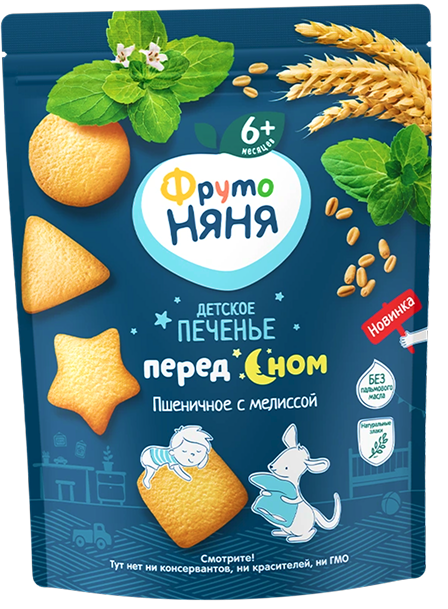 6+
месяцев
Фруто
Няня
Новинка
ДЕТСКОЕ
ПЕЧЕНЬЕ
перед сном
Пшеничное с мелиссой
БЕЗ
пальмового
масла
Натуральные
злаки
Смотрите!
Тут нет ни консервантов, ни красителей, ни ГМО